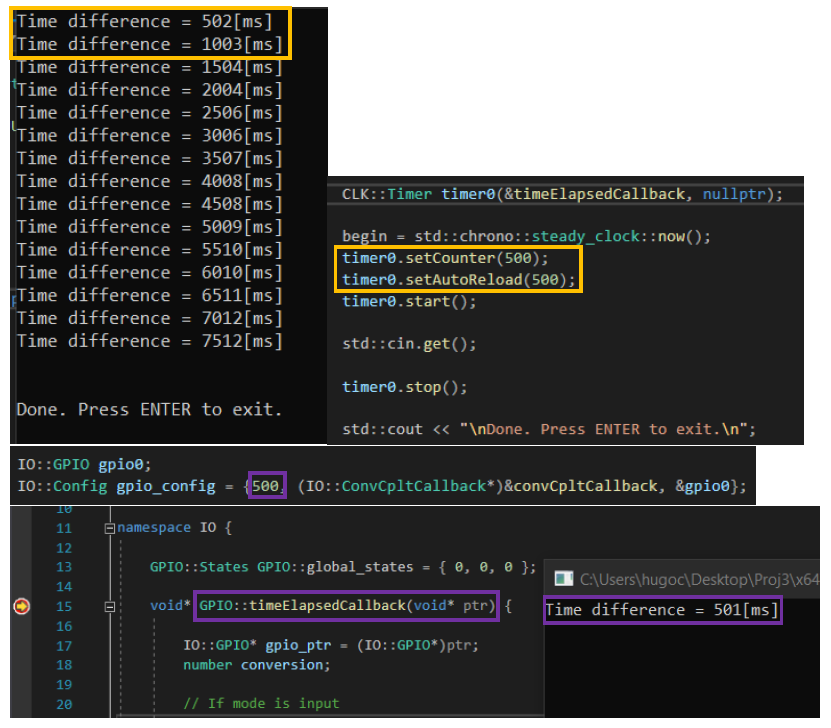 Time difference = 502[ms]
Time difference = 1003[ms]
Time difference = 1504[ms]
Time difference = 2004[ms]
Time difference = 2506[ms]
Time difference = 3006[ms]
Time difference = 3507[ms]
Time difference = 4008[ms]
Time difference = 4508[ms]
Time difference = 5009[ms]
Time difference = 5510[ms]
Time difference = 6010[ms]
Time difference = 6511[ms]
Time difference = 7012[ms]
Time difference = 7512[ms]
Done. Press ENTER to exit.
CLK::Timer timer0(&timeElapsedCallback, nullptr);
begin = std::chrono::steady_clock::now();
timer0.setCounter(500);
timer0.setAutoReload(500);
timer0.start();
std::cin.get();
timer0.stop();
std::cout << "\nDone. Press ENTER to exit.\n";
IO::GPIO gpio0;
IO::Config gpio_config = {500, (IO::ConvCpltCallback*)&convCpltCallback, &gpio0};
10
11 namespace IO {
12
13 GPIO::States GPIO::global_states = { 0, 0, 0 };
14
15 void* GPIO::timeElapsedCallback(void* ptr) {
16
17 IO::GPIO* gpio_ptr = (IO::GPIO*)ptr;
18 number conversion;
19
20 // If mode is input
C:\Users\hugoc\Desktop\Proj3\x64
Time difference = 501[ms]